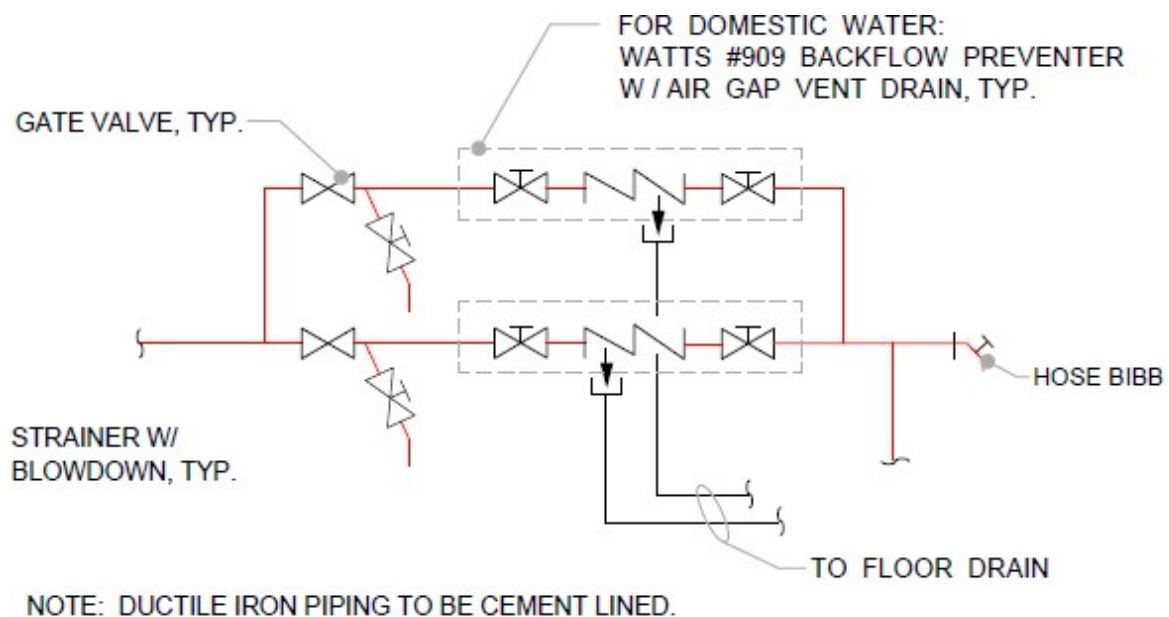 FOR DOMESTIC WATER:
WATTS #909 BACKFLOW PREVENTER
W / AIR GAP VENT DRAIN, TYP.
GATE VALVE, TYP.
HOSE BIBB
STRAINER W/
BLOWDOWN, TYP.
TO FLOOR DRAIN
NOTE: DUCTILE IRON PIPING TO BE CEMENT LINED.